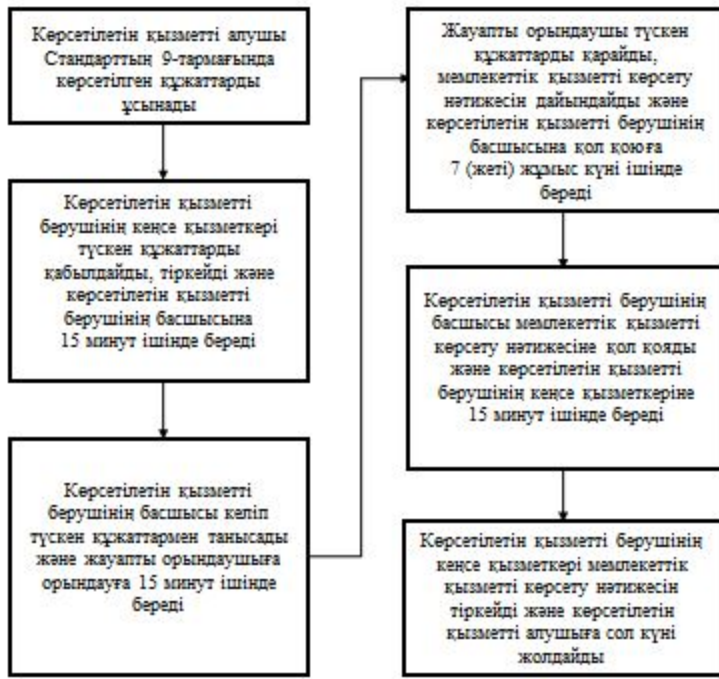 Көрсетілетін қызметті алушы
Стандарттың 9-тармағында
көрсетілген құжаттарды
ұсынады
Көрсетілетін қызметті
берушінің кеңсе қызметкері
түскен құжаттарды
қабылдайды, тіркейді және
көрсетілетін қызметті
берушінің басшысына
15 минут ішінде береді
Көрсетілетін қызметті
берушінің басшысы келіп
түскен құжаттармен танысады
және жауапты орындаушыға
орындауға 15 минут ішінде
береді
Жауапты орындаушы түскен
құжаттарды қарайды,
мемлекеттік қызметті көрсету
нәтижесін дайындайды және
көрсетілетін қызметті берушінің
басшысына қол қоюға
7 (жеті) жұмыс күні ішінде
береді
Көрсетілетін қызметті берушінің
басшысы мемлекеттік қызметті
көрсету нәтижесіне қол қояды
және көрсетілетін қызметті
берушінің кеңсе қызметкеріне
15 минут ішінде береді
Көрсетілетін қызметті берушінің
кеңсе қызметкері мемлекеттік
қызметті көрсету нәтижесін
тіркейді және көрсетілетін
қызметті алушыға сол күні
жолдайды